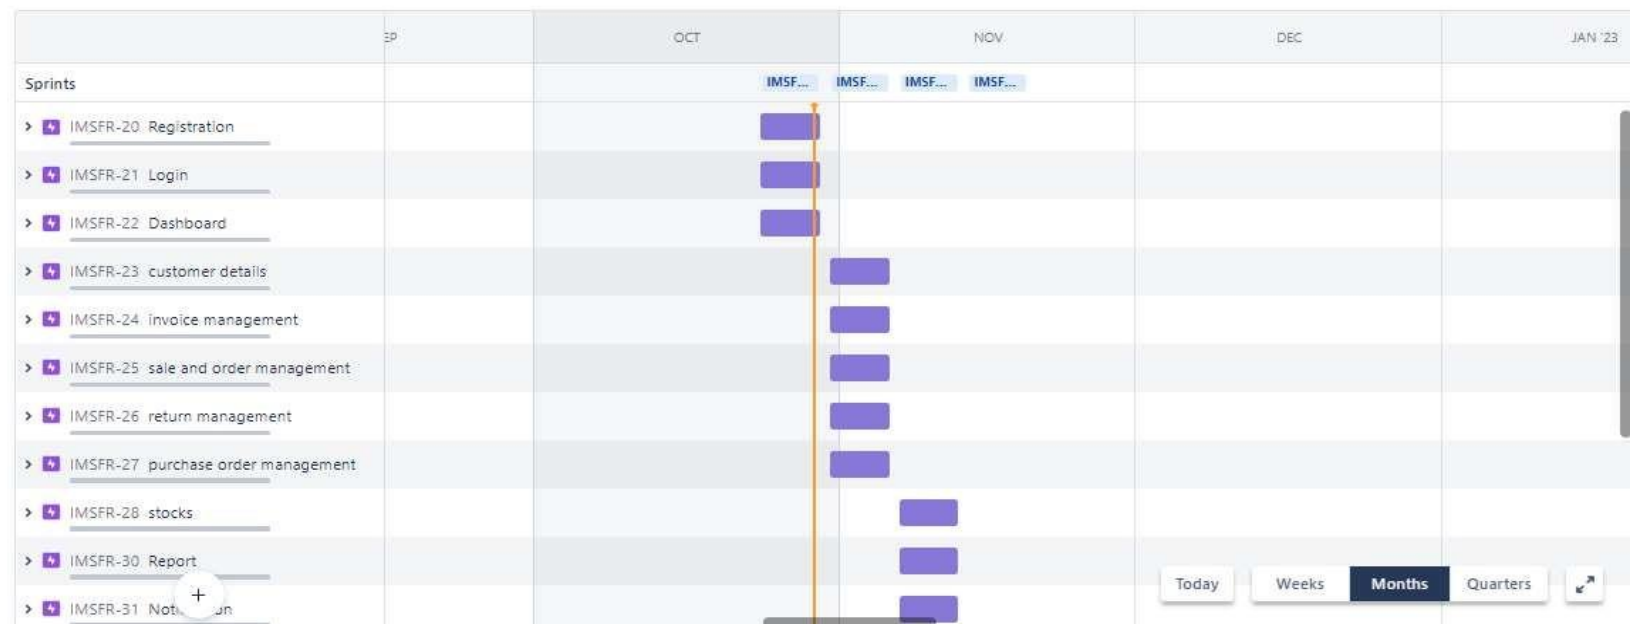 EP OCT NOV DEC JAN '23
Sprints IMSF... IMSF... IMSF... IMSF...
IMSFR-20 Registration
IMSFR-21 Login
IMSFR-22 Dashboard
IMSFR-23 customer details
IMSFR-24 invoice management
IMSFR-25 sale and order management
IMSFR-26 return management
IMSFR-27 purchase order management
IMSFR-28 stocks
IMSFR-30 Report
Today Weeks Months Quarters
+
IMSFR-31